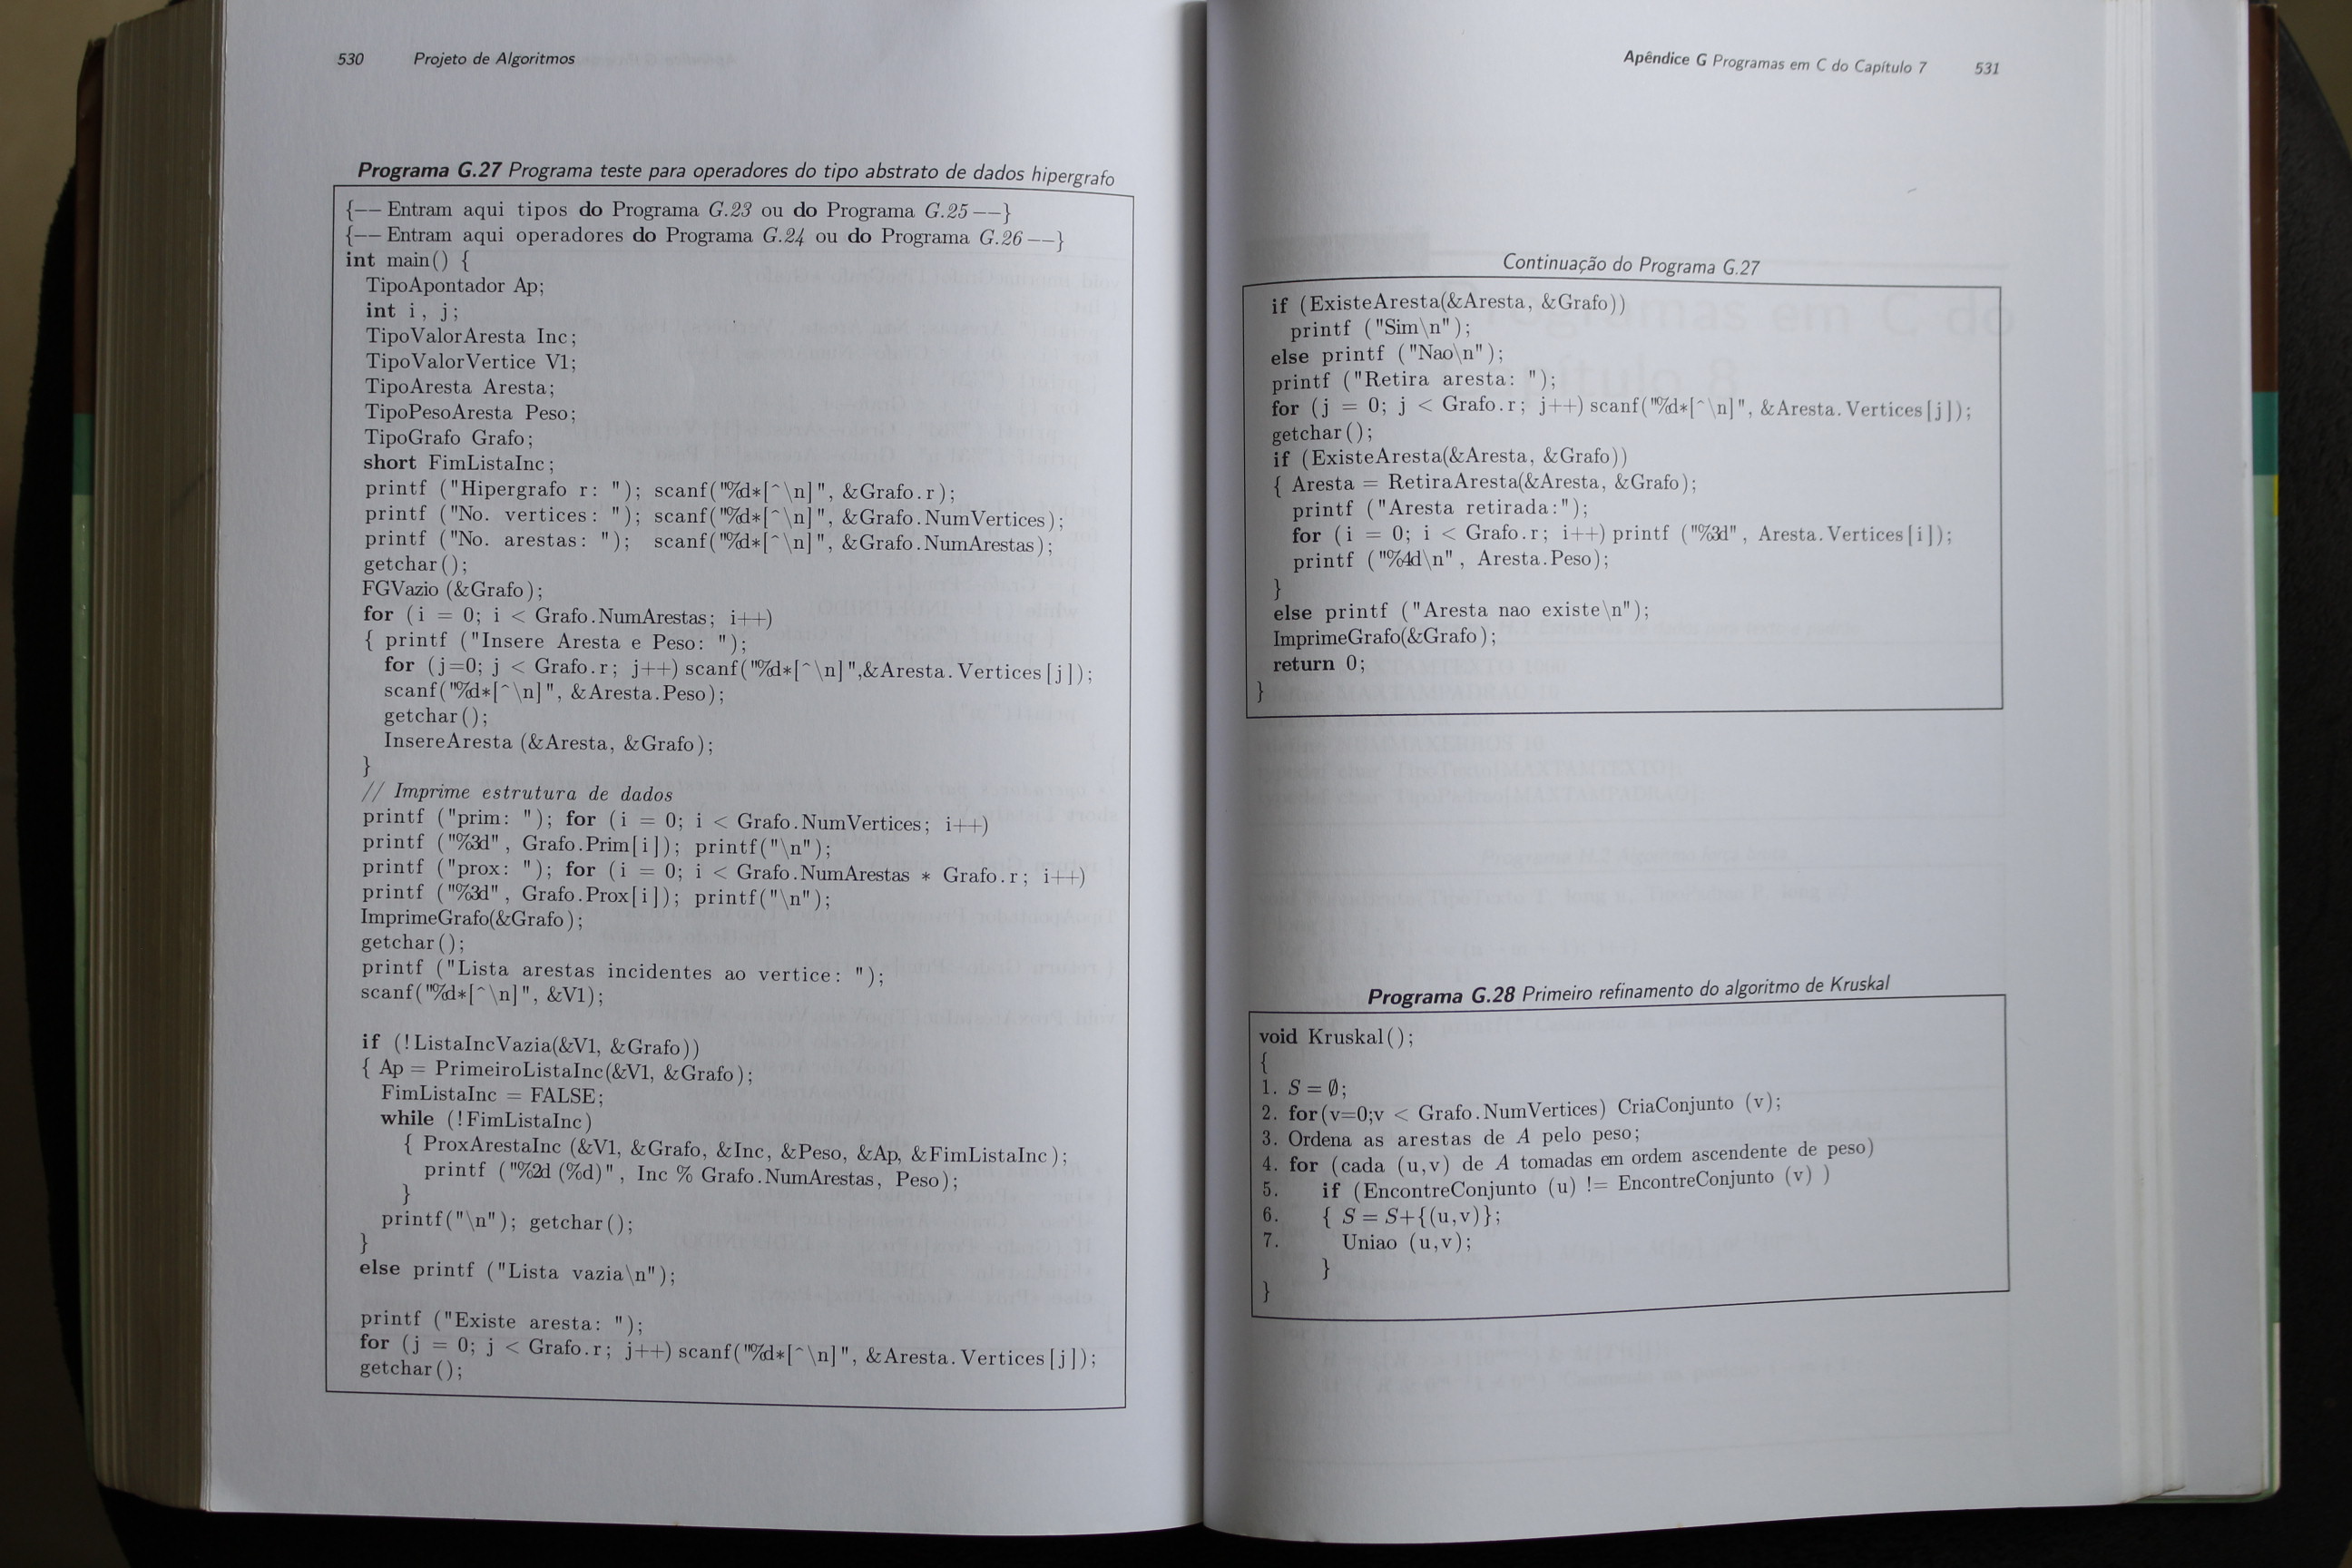 530 Projeto de Algoritmos
Programa G.27 Programa teste para operadores do tipo abstrato de dados hipergrafo
{-- Entram aqui tipos do Programa G.23 ou do Programa G.25--}
{-- Entram aqui operadores do Programa G.24 ou do Programa G.26--}
int main() {
TipoApontador Ap;
int i, j;
TipoValorAresta Inc;
TipoValorVertice V1;
TipoAresta Aresta;
TipoPesoAresta Peso;
TipoGrafo Grafo;
short FimListaInc;
printf ("Hipergrafo r: "); scanf("%d*[^\n]", &Grafo.r);
printf ("No. vertices: "); scanf("%d*[^\n]", &Grafo.NumVertices);
printf ("No. arestas: "); scanf("%d*[^\n]", &Grafo.NumArestas);
getchar();
FGVazio (&Grafo);
for (i = 0; i < Grafo.NumArestas; i++)
{ printf ("Insere Aresta e Peso: ");
for (j=0; j < Grafo.r; j++) scanf("%d*[^\n]",&Aresta.Vertices[j]);
scanf("%d*[^\n]", &Aresta.Peso);
getchar();
InsereAresta (&Aresta, &Grafo);
}
// Imprime estrutura de dados
printf ("prim: "); for (i = 0; i < Grafo.NumVertices; i++)
printf ("%3d", Grafo.Prim[i]); printf("\n");
printf ("prox: "); for (i = 0; i < Grafo.NumArestas * Grafo.r; i++)
printf ("%3d", Grafo.Prox[i]); printf("\n");
ImprimeGrafo(&Grafo);
getchar();
printf ("Lista arestas incidentes ao vertice: ");
scanf("%d*[^\n]", &V1);
if (!ListaIncVazia(&V1, &Grafo))
{ Ap = PrimeiroListaInc(&V1, &Grafo);
FimListaInc = FALSE;
while (!FimListaInc)
{ ProxArestaInc (&V1, &Grafo, &Inc, &Peso, &Ap, &FimListaInc);
printf ("%2d (%d)", Inc % Grafo.NumArestas, Peso);
}
printf("\n"); getchar();
}
else printf ("Lista vazia\n");
printf ("Existe aresta: ");
for (j = 0; j < Grafo.r; j++) scanf("%d*[^\n]", &Aresta.Vertices[j]);
getchar();
Apêndice G Programas em C do Capítulo 7 531
Continuação do Programa G.27
if (ExisteAresta(&Aresta, &Grafo))
printf ("Sim\n");
else printf ("Nao\n");
printf ("Retira aresta: ");
for (j = 0; j < Grafo.r; j++) scanf("%d*[^\n]", &Aresta.Vertices[j]);
getchar();
if (ExisteAresta(&Aresta, &Grafo))
{ Aresta = RetiraAresta(&Aresta, &Grafo);
printf ("Aresta retirada:");
for (i = 0; i < Grafo.r; i++) printf ("%3d", Aresta.Vertices[i]);
printf ("%4d\n", Aresta.Peso);
}
else printf ("Aresta nao existe\n");
ImprimeGrafo(&Grafo);
return 0;
}
Programa G.28 Primeiro refinamento do algoritmo de Kruskal
void Kruskal();
{
1. S = ∅;
2. for(v=0;v < Grafo.NumVertices) CriaConjunto (v);
3. Ordena as arestas de A pelo peso;
4. for (cada (u,v) de A tomadas em ordem ascendente de peso)
5. if (EncontreConjunto (u) != EncontreConjunto (v) )
6. { S = S+{(u,v)};
7. Uniao (u,v);
}
}